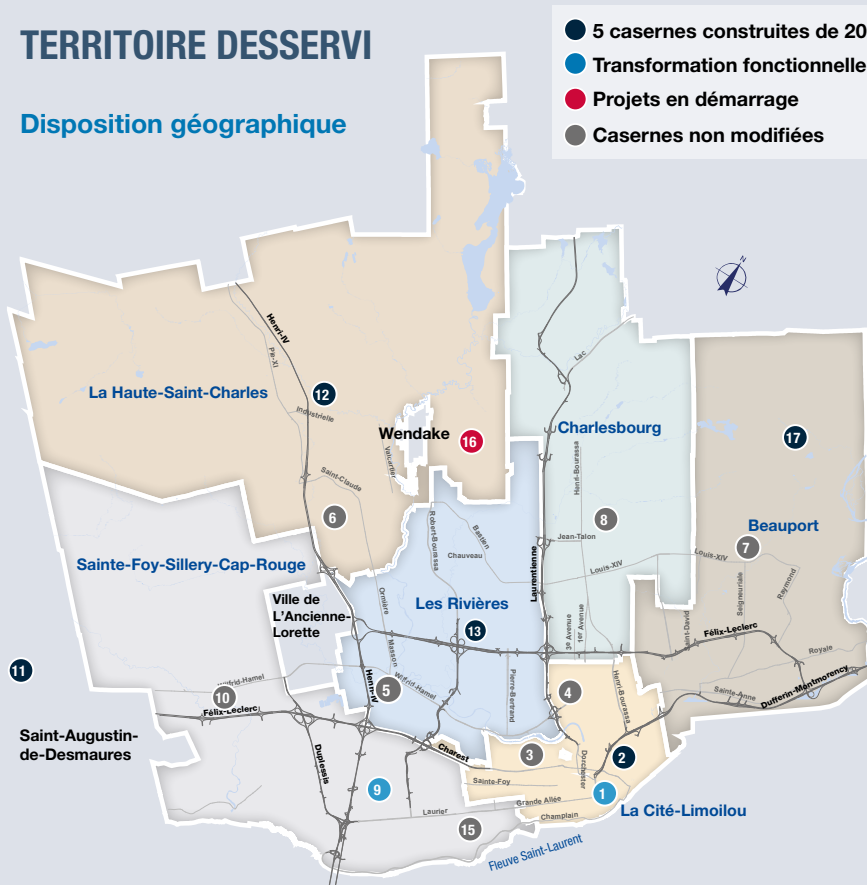 TERRITOIRE DESSERVI
Disposition géographique
5 casernes construites de 20
Transformation fonctionnelle
Projets en démarrage
Casernes non modifiées
N
Henri-IV
Pie-XI
Lac
La Haute-Saint-Charles
12
Industrielle
Wendake
16
Charlesbourg
17
Valcartier
Saint-Claude
Henri-Bourassa
6
Robert-Bourassa
Bastien
8
Beauport
Chauveau
Jean-Talon
7
Sainte-Foy-Sillery-Cap-Rouge
Louis-XIV
Louis-XIV
Laurentienne
Ormière
Seigneuriale
Raymond
Ville de
L'Ancienne-
Lorette
Les Rivières
13
3e Avenue
1er Avenue
Saint-David
Félix-Leclerc
Masson
Royale
11
Wilfrid-Hamel
10
Félix-Leclerc
Henri-IV
5
Wilfrid-Hamel
Pierre-Bertrand
4
Henri-Bourassa
Sainte-Anne
Dufferin-Montmorency
Saint-Augustin-
de-Desmaures
Duplessis
Charest
3
Dorchester
2
Sainte-Foy
9
1
Grande Allée
La Cité-Limoilou
Laurier
Champlain
15
Fleuve Saint-Laurent